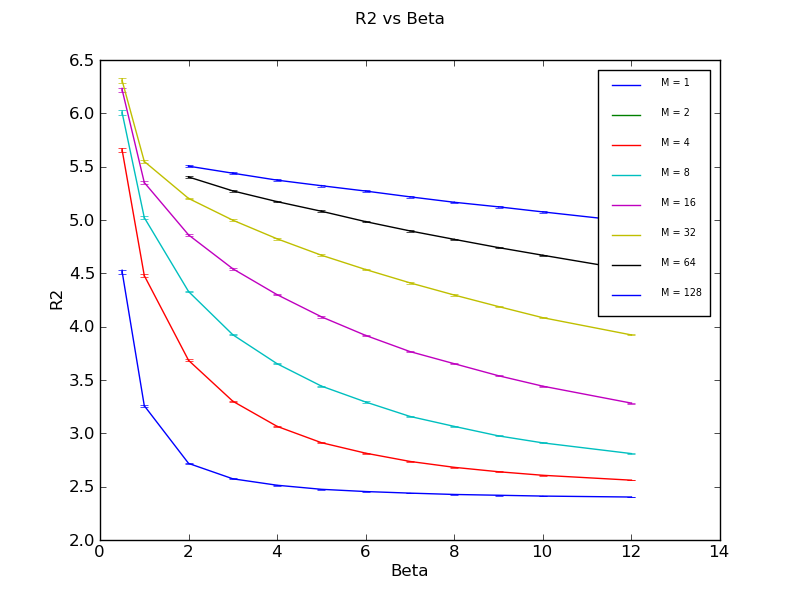 R2 vs Beta
6.5
6.0
5.5
5.0
4.5
4.0
3.5
3.0
2.5
2.0
R2
0
2
4
6
8
10
12
14
Beta
M = 1
M = 2
M = 4
M = 8
M = 16
M = 32
M = 64
M = 128